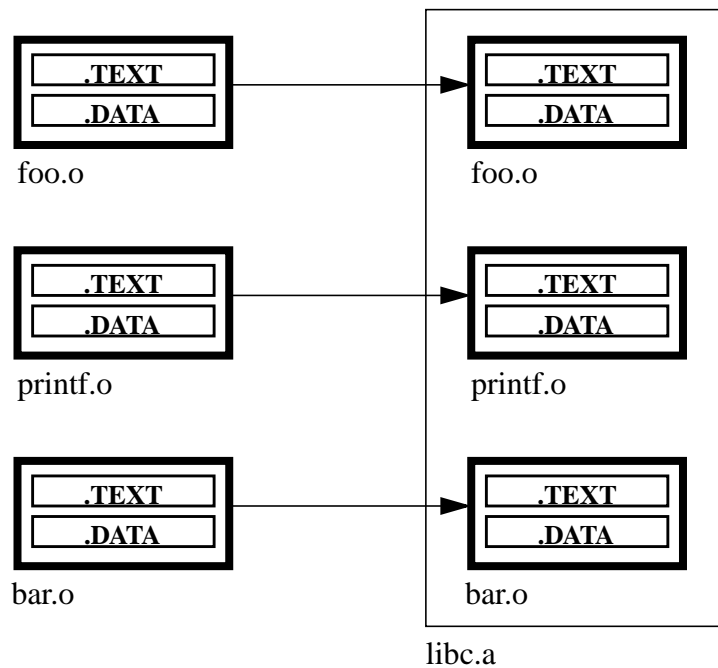 .TEXT
.DATA
foo.o
.TEXT
.DATA
foo.o
.TEXT
.DATA
printf.o
.TEXT
.DATA
printf.o
.TEXT
.DATA
bar.o
.TEXT
.DATA
bar.o
libc.a